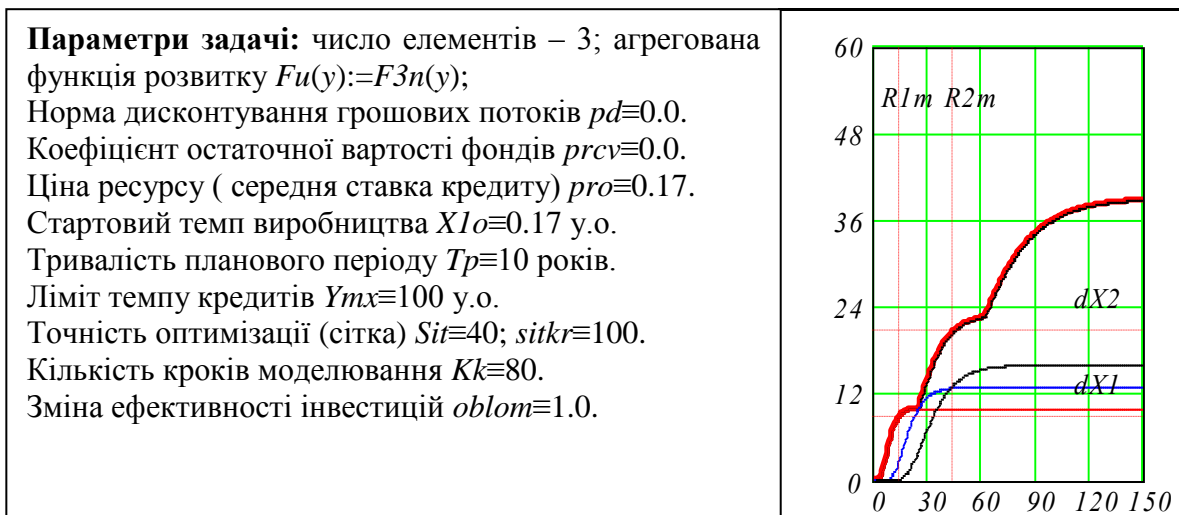 Параметри задачі: число елементів – 3; агрегована
функція розвитку Fu(y):=F3n(y);
Норма дисконтування грошових потоків pd≡0.0.
Коефіцієнт остаточної вартості фондів prcv≡0.0.
Ціна ресурсу ( середня ставка кредиту) pro≡0.17.
Стартовий темп виробництва X1o≡0.17 у.о.
Тривалість планового періоду Tp≡10 років.
Ліміт темпу кредитів Ymx≡100 у.о.
Точність оптимізації (сітка) Sit≡40; sitkr≡100.
Кількість кроків моделювання Kk≡80.
Зміна ефективності інвестицій oblom≡1.0.
60
R1m R2m
48
36
24
dX2
12
dX1
0
0 30 60 90 120 150